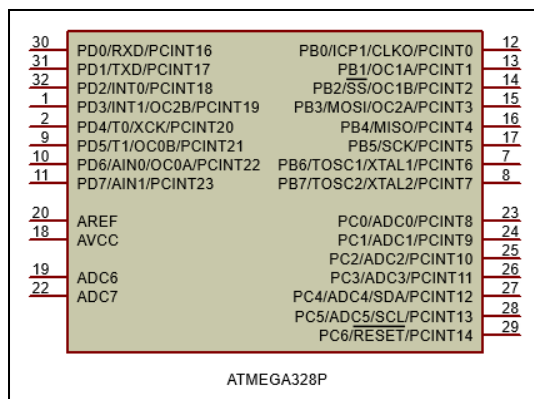 30 PD0/RXD/PCINT16 PB0/ICP1/CLKO/PCINT0 12
31 PD1/TXD/PCINT17 PB1/OC1A/PCINT1 13
32 PD2/INT0/PCINT18 PB2/SS/OC1B/PCINT2 14
1 PD3/INT1/OC2B/PCINT19 PB3/MOSI/OC2A/PCINT3 15
2 PD4/T0/XCK/PCINT20 PB4/MISO/PCINT4 16
9 PD5/T1/OC0B/PCINT21 PB5/SCK/PCINT5 17
10 PD6/AIN0/OC0A/PCINT22 PB6/TOSC1/XTAL1/PCINT6 7
11 PD7/AIN1/PCINT23 PB7/TOSC2/XTAL2/PCINT7 8
20 AREF PC0/ADC0/PCINT8 23
18 AVCC PC1/ADC1/PCINT9 24
PC2/ADC2/PCINT10 25
19 ADC6 PC3/ADC3/PCINT11 26
22 ADC7 PC4/ADC4/SDA/PCINT12 27
PC5/ADC5/SCL/PCINT13 28
PC6/RESET/PCINT14 29
ATMEGA328P